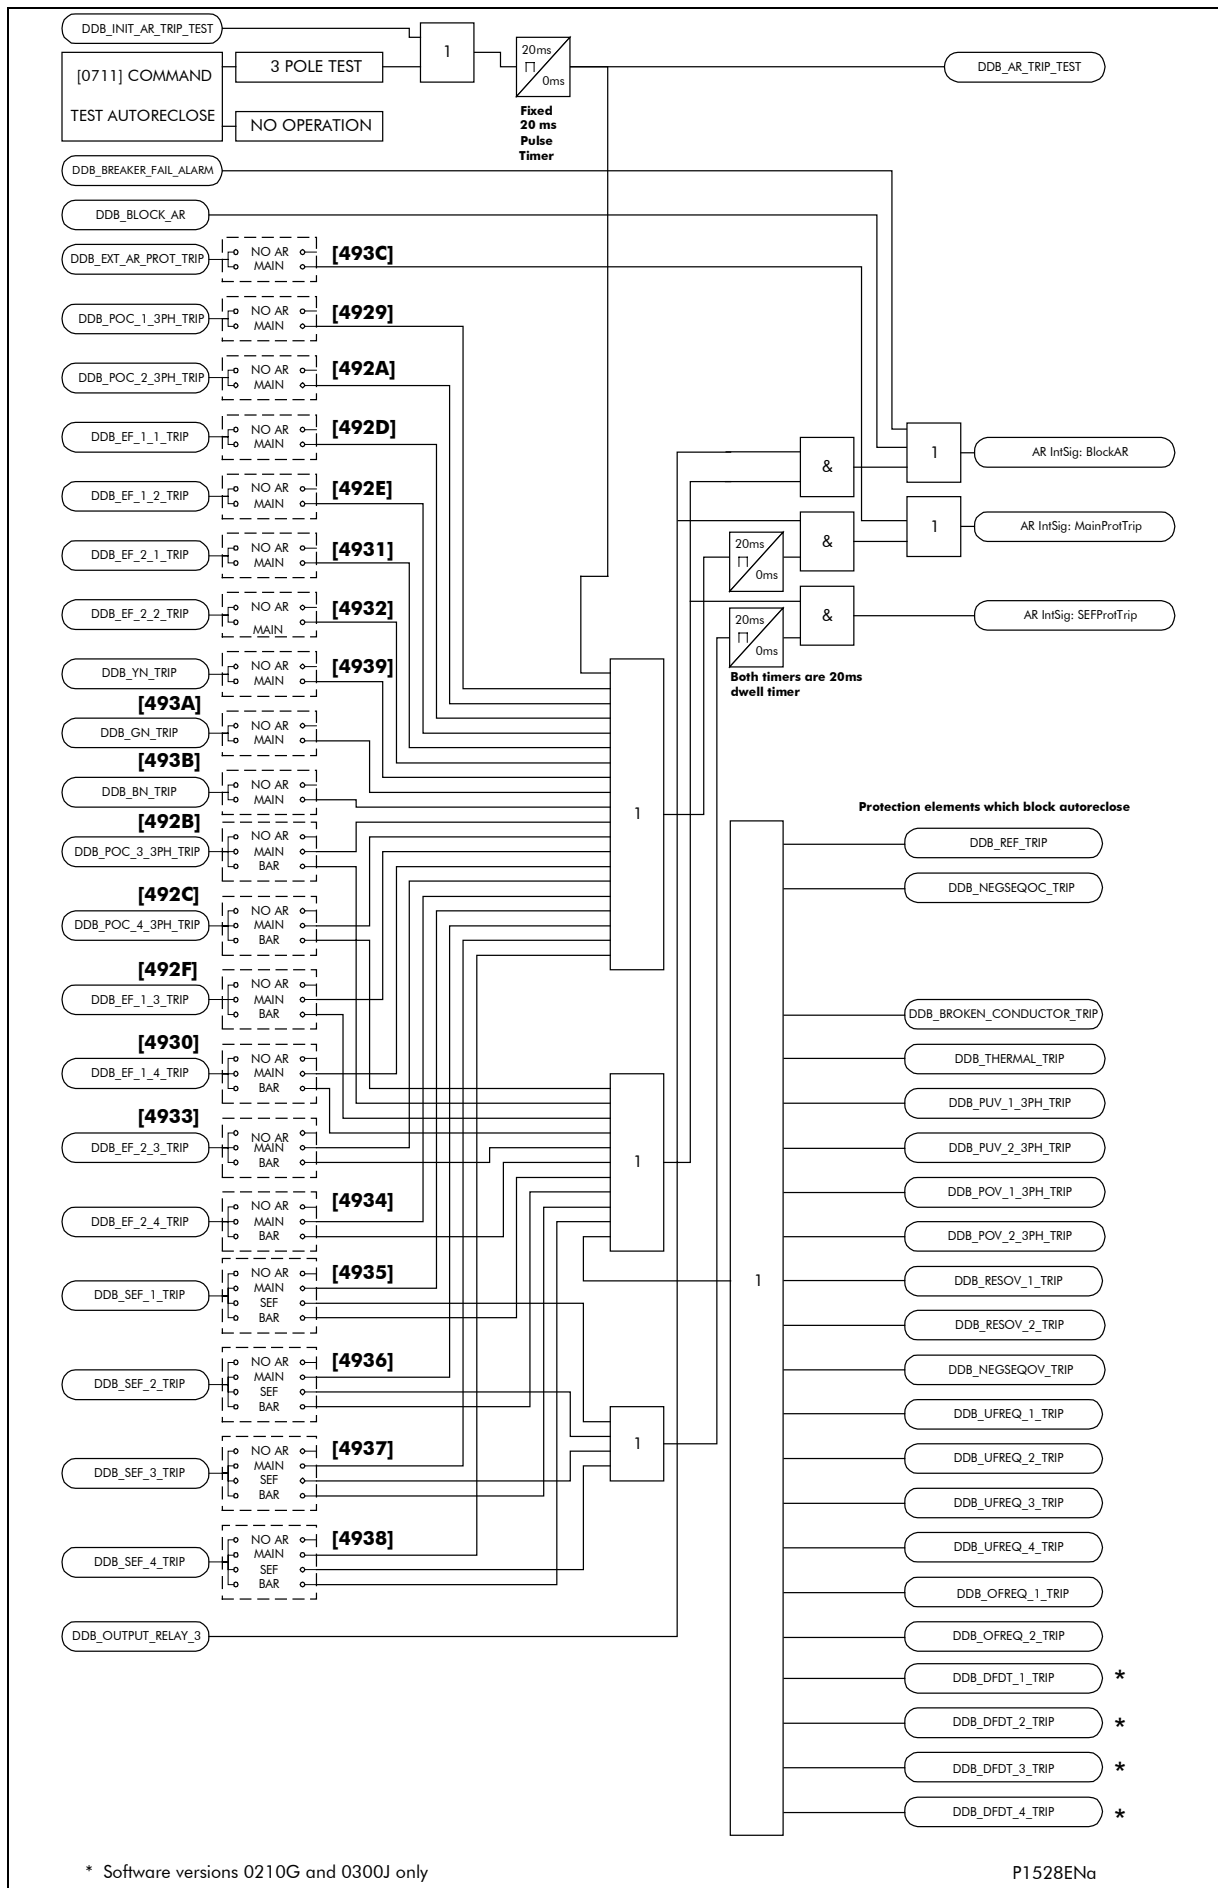 DDB_INIT_AR_TRIP_TEST
[0711] COMMAND
TEST AUTORECLOSE
3 POLE TEST
NO OPERATION
1
20ms
0ms
Fixed
20 ms
Pulse
Timer
DDB_AR_TRIP_TEST
DDB_BREAKER_FAIL_ALARM
DDB_BLOCK_AR
DDB_EXT_AR_PROT_TRIP
NO AR
MAIN
[493C]
DDB_POC_1_3PH_TRIP
NO AR
MAIN
[4929]
DDB_POC_2_3PH_TRIP
NO AR
MAIN
[492A]
DDB_EF_1_1_TRIP
NO AR
MAIN
[492D]
DDB_EF_1_2_TRIP
NO AR
MAIN
[492E]
DDB_EF_2_1_TRIP
NO AR
MAIN
[4931]
DDB_EF_2_2_TRIP
NO AR
MAIN
[4932]
DDB_YN_TRIP
NO AR
MAIN
[4939]
[493A]
DDB_GN_TRIP
NO AR
MAIN
[493B]
DDB_BN_TRIP
NO AR
MAIN
[492B]
DDB_POC_3_3PH_TRIP
NO AR
MAIN
BAR
[492C]
DDB_POC_4_3PH_TRIP
NO AR
MAIN
BAR
[492F]
DDB_EF_1_3_TRIP
NO AR
MAIN
BAR
[4930]
DDB_EF_1_4_TRIP
NO AR
MAIN
BAR
[4933]
DDB_EF_2_3_TRIP
NO AR
MAIN
BAR
DDB_EF_2_4_TRIP
NO AR
MAIN
BAR
[4934]
DDB_SEF_1_TRIP
NO AR
MAIN
SEF
BAR
[4935]
DDB_SEF_2_TRIP
NO AR
MAIN
SEF
BAR
[4936]
DDB_SEF_3_TRIP
NO AR
MAIN
SEF
BAR
[4937]
DDB_SEF_4_TRIP
NO AR
MAIN
SEF
BAR
[4938]
DDB_OUTPUT_RELAY_3
1
1
1
&
1
AR IntSig: BlockAR
20ms
0ms
&
1
AR IntSig: MainProtTrip
20ms
0ms
&
AR IntSig: SEFProtTrip
Both timers are 20ms
dwell timer
Protection elements which block autoreclose
1
DDB_REF_TRIP
DDB_NEGSEQOC_TRIP
DDB_BROKEN_CONDUCTOR_TRIP
DDB_THERMAL_TRIP
DDB_PUV_1_3PH_TRIP
DDB_PUV_2_3PH_TRIP
DDB_POV_1_3PH_TRIP
DDB_POV_2_3PH_TRIP
DDB_RESOV_1_TRIP
DDB_RESOV_2_TRIP
DDB_NEGSEQOV_TRIP
DDB_UFREQ_1_TRIP
DDB_UFREQ_2_TRIP
DDB_UFREQ_3_TRIP
DDB_UFREQ_4_TRIP
DDB_OFREQ_1_TRIP
DDB_OFREQ_2_TRIP
DDB_DFDT_1_TRIP *
DDB_DFDT_2_TRIP *
DDB_DFDT_3_TRIP *
DDB_DFDT_4_TRIP *
* Software versions 0210G and 0300J only
P1528ENa